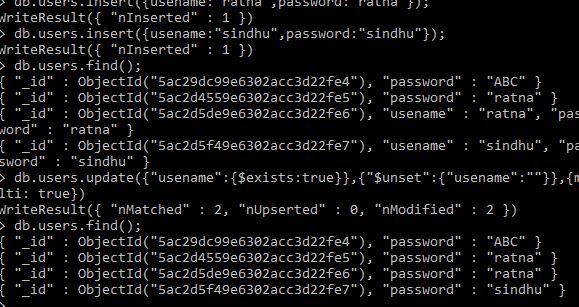 > db.users.insert({usename:"ratna",password:"ratna"});
WriteResult({ "nInserted" : 1 })
> db.users.insert({usename:"sindhu",password:"sindhu"});
WriteResult({ "nInserted" : 1 })
> db.users.find();
{ "_id" : ObjectId("5ac29dc99e6302acc3d22fe4"), "password" : "ABC" }
{ "_id" : ObjectId("5ac2d4559e6302acc3d22fe5"), "password" : "ratna" }
{ "_id" : ObjectId("5ac2d5de9e6302acc3d22fe6"), "usename" : "ratna", "pas
word" : "ratna" }
{ "_id" : ObjectId("5ac2d5f49e6302acc3d22fe7"), "usename" : "sindhu", "pa
sword" : "sindhu" }
> db.users.update({"usename":{$exists:true}},{"$unset":{"usename":""}},{m
lti: true})
WriteResult({ "nMatched" : 2, "nUpserted" : 0, "nModified" : 2 })
> db.users.find();
{ "_id" : ObjectId("5ac29dc99e6302acc3d22fe4"), "password" : "ABC" }
{ "_id" : ObjectId("5ac2d4559e6302acc3d22fe5"), "password" : "ratna" }
{ "_id" : ObjectId("5ac2d5de9e6302acc3d22fe6"), "password" : "ratna" }
{ "_id" : ObjectId("5ac2d5f49e6302acc3d22fe7"), "password" : "sindhu" }